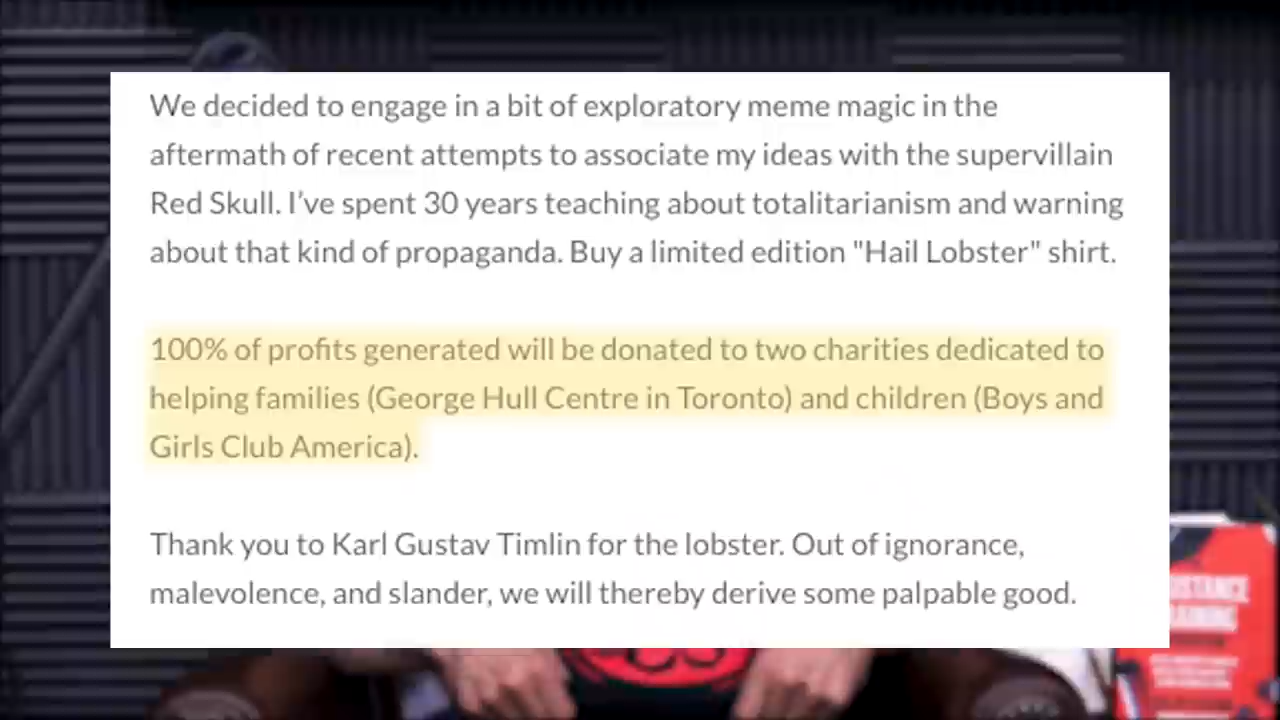 We decided to engage in a bit of exploratory meme magic in the
aftermath of recent attempts to associate my ideas with the supervillain
Red Skull. I've spent 30 years teaching about totalitarianism and warning
about that kind of propaganda. Buy a limited edition "Hail Lobster" shirt.
100% of profits generated will be donated to two charities dedicated to
helping families (George Hull Centre in Toronto) and children (Boys and
Girls Club America).
Thank you to Karl Gustav Timlin for the lobster. Out of ignorance,
malevolence, and slander, we will thereby derive some palpable good.